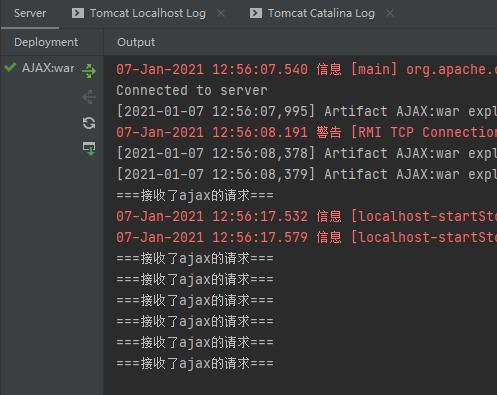 Server Tomcat Localhost Log Tomcat Catalina Log
Deployment Output
AJAX:war
07-Jan-2021 12:56:07.540 信息 [main] org.apache.
Connected to server
[2021-01-07 12:56:07,995] Artifact AJAX:war expl
07-Jan-2021 12:56:08.191 警告 [RMI TCP Connection
[2021-01-07 12:56:08,378] Artifact AJAX:war expl
[2021-01-07 12:56:08,379] Artifact AJAX:war expl
===接收了ajax的请求===
07-Jan-2021 12:56:17.532 信息 [localhost-startSto
07-Jan-2021 12:56:17.579 信息 [localhost-startSto
===接收了ajax的请求===
===接收了ajax的请求===
===接收了ajax的请求===
===接收了ajax的请求===
===接收了ajax的请求===
===接收了ajax的请求===